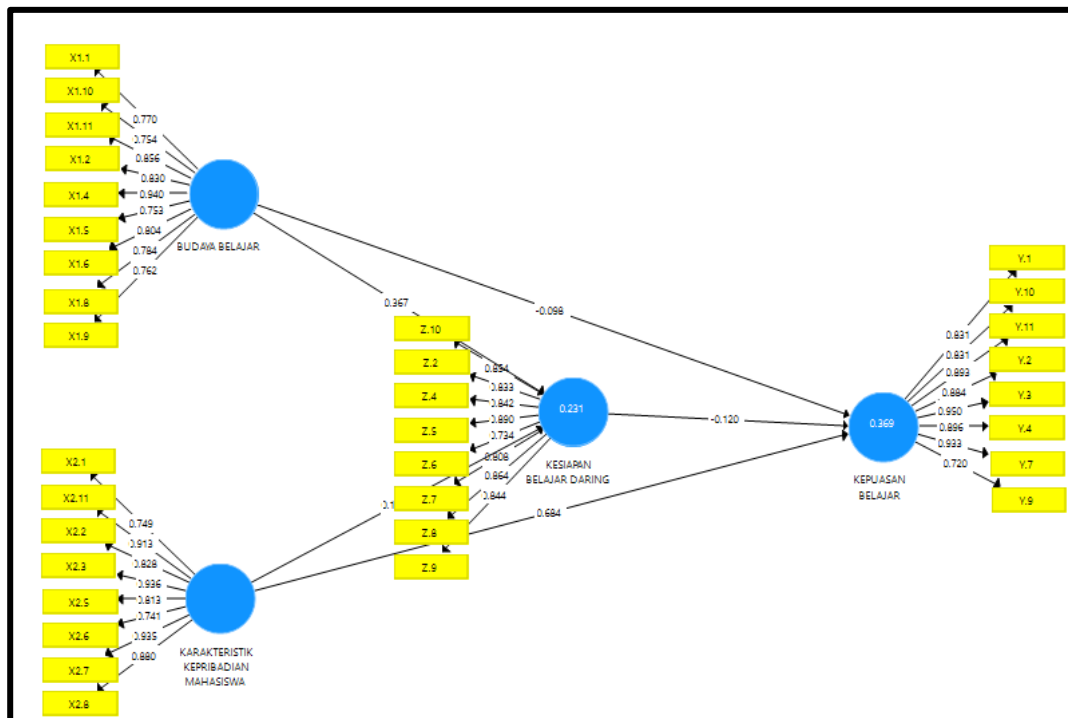 X1.1
X1.10
X1.11
X1.2
X1.4
X1.5
X1.6
X1.8
X1.9
0.770
0.754
0.856
0.830
0.940
0.753
0.804
0.784
0.762
BUDAYA BELAJAR
0.367
-0.098
Z.10
Z.2
Z.4
Z.5
Z.6
Z.7
Z.8
Z.9
0.833
0.842
0.890
0.734
0.808
0.864
0.844
0.231
KESIAPAN
BELAJAR DARING
-0.120
0.684
X2.1
X2.11
X2.2
X2.3
X2.5
X2.6
X2.7
X2.8
0.749
0.913
0.828
0.936
0.813
0.741
0.935
0.880
KARAKTERISTIK
KEPRIBADIAN
MAHASISWA
Y.1
Y.10
Y.11
Y.2
Y.3
Y.4
Y.7
Y.9
0.831
0.831
0.893
0.884
0.950
0.896
0.933
0.720
0.369
KEPUASAN
BELAJAR